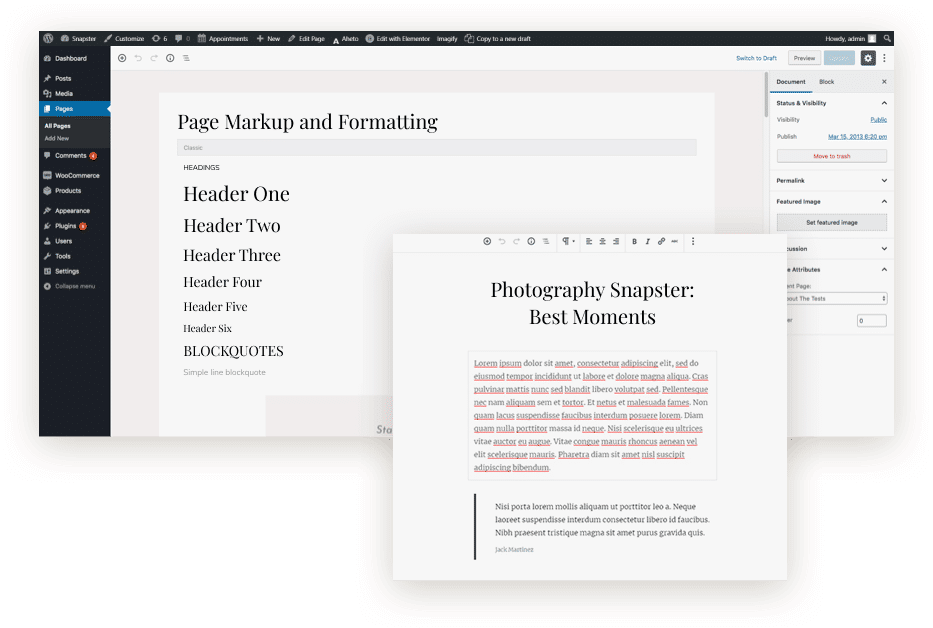 Snapster Customize 6 0 Appointments New Edit Page Aheto Edit with Elementor Imagify Copy to a new draft Howdy, admin
Dashboard
Posts
Media
Pages
All Pages
Add New
Comments
WooCommerce
Products
Appearance
Plugins
Users
Tools
Settings
Collapse menu
Switch to Draft Preview Update
Page Markup and Formatting
Classic
HEADINGS
Header One
Header Two
Header Three
Header Four
Header Five
Header Six
BLOCKQUOTES
Simple line blockquote
Sta
Document Block
Status & Visibility
Visibility Public
Publish Mar 15, 2013 6:20 pm
Move to trash
Permalink
Featured Image
Set featured image
cussion
e Attributes
ent Page:
bout The Tests
er 0
B I ABC
Photography Snapster:
Best Moments
Lorem ipsum dolor sit amet, consectetur adipiscing elit, sed do
eiusmod tempor incididunt ut labore et dolore magna aliqua. Cras
pulvinar mattis nunc sed blandit libero volutpat sed. Pellentesque
nec nam aliquam sem et tortor. Et netus et malesuada fames. Non
quam lacus suspendisse faucibus interdum posuere lorem. Diam
quam nulla porttitor massa id neque. Nisi scelerisque eu ultrices
vitae auctor eu augue. Vitae congue mauris rhoncus aenean vel
elit scelerisque mauris. Pharetra diam sit amet nisl suscipit
adipiscing bibendum.
Nisi porta lorem mollis aliquam ut porttitor leo a. Neque
laoreet suspendisse interdum consectetur libero id faucibus.
Nibh praesent tristique magna sit amet purus gravida quis.
Jack Martinez